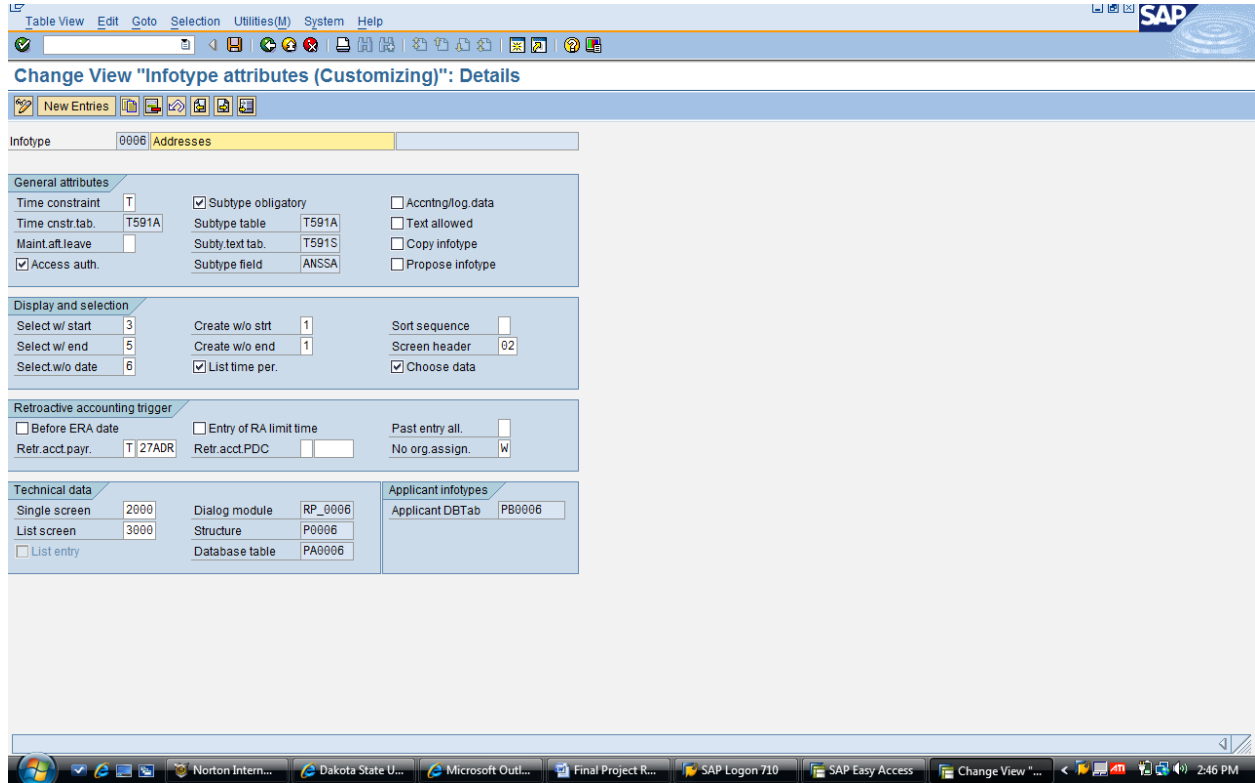 Table View Edit Goto Selection Utilities(M) System Help
SAP
Change View "Infotype attributes (Customizing)": Details
New Entries
Infotype 0006 Addresses
General attributes
Time constraint T Subtype obligatory Accntng/log.data
Time cnstr.tab. T591A Subtype table T591A Text allowed
Maint.aft.leave Subty.text tab. T591S Copy infotype
Access auth. Subtype field ANSSA Propose infotype
Display and selection
Select w/ start 3 Create w/o strt 1 Sort sequence
Select w/ end 5 Create w/o end 1 Screen header 02
Select.w/o date 6 List time per. Choose data
Retroactive accounting trigger
Before ERA date Entry of RA limit time Past entry all.
Retr.acct.payr. T 27ADR Retr.acct.PDC No org.assign. W
Technical data Applicant infotypes
Single screen 2000 Dialog module RP_0006 Applicant DBTab PB0006
List screen 3000 Structure P0006
List entry Database table PA0006
Norton Intern... Dakota State U... Microsoft Outl... Final Project R... SAP Logon 710 SAP Easy Access Change View "... < ATI 2:46 PM